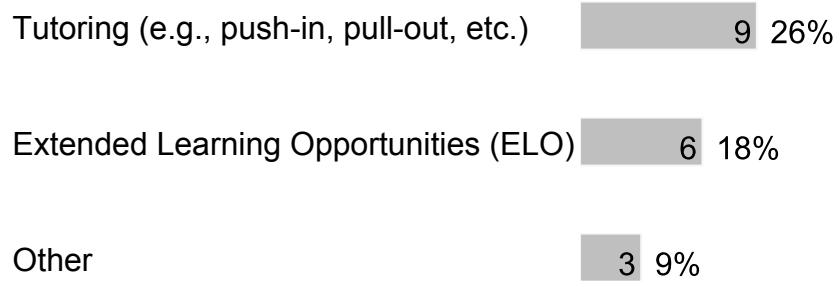 Tutoring (e.g., push-in, pull-out, etc.) 9 26%
Extended Learning Opportunities (ELO) 6 18%
Other 3 9%